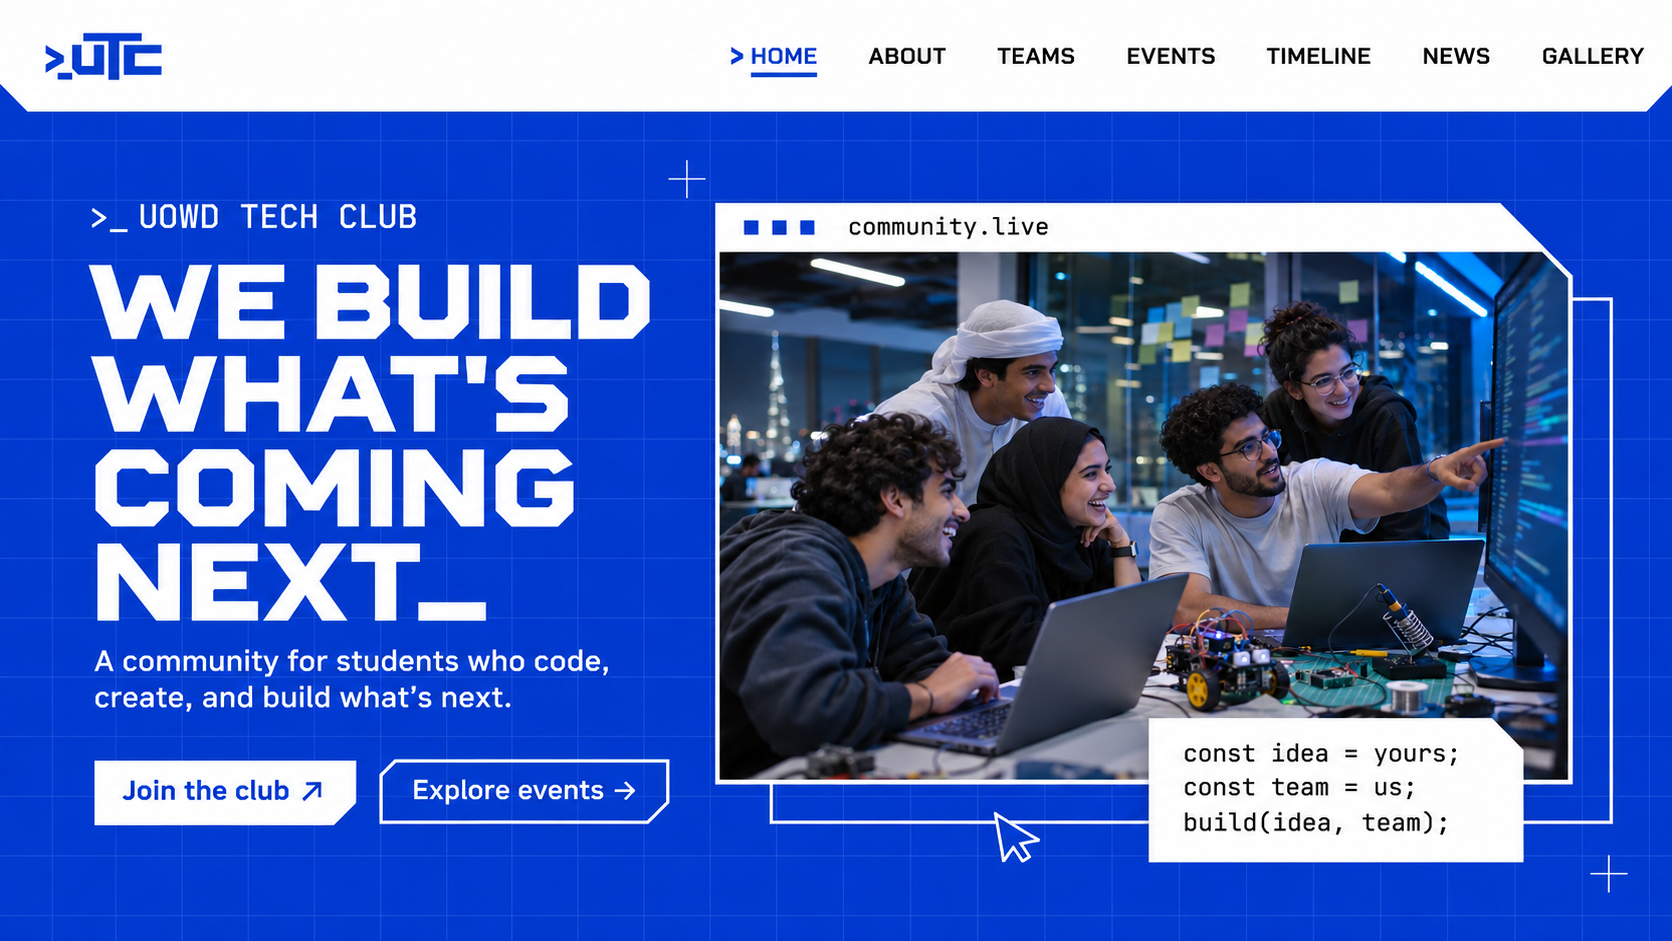 >_UTC
> HOME
ABOUT
TEAMS
EVENTS
TIMELINE
NEWS
GALLERY
>_ UOWD TECH CLUB
WE BUILD
WHAT'S
COMING
NEXT_
A community for students who code,
create, and build what’s next.
Join the club ↗
Explore events →
community.live
const idea = yours;
const team = us;
build(idea, team);